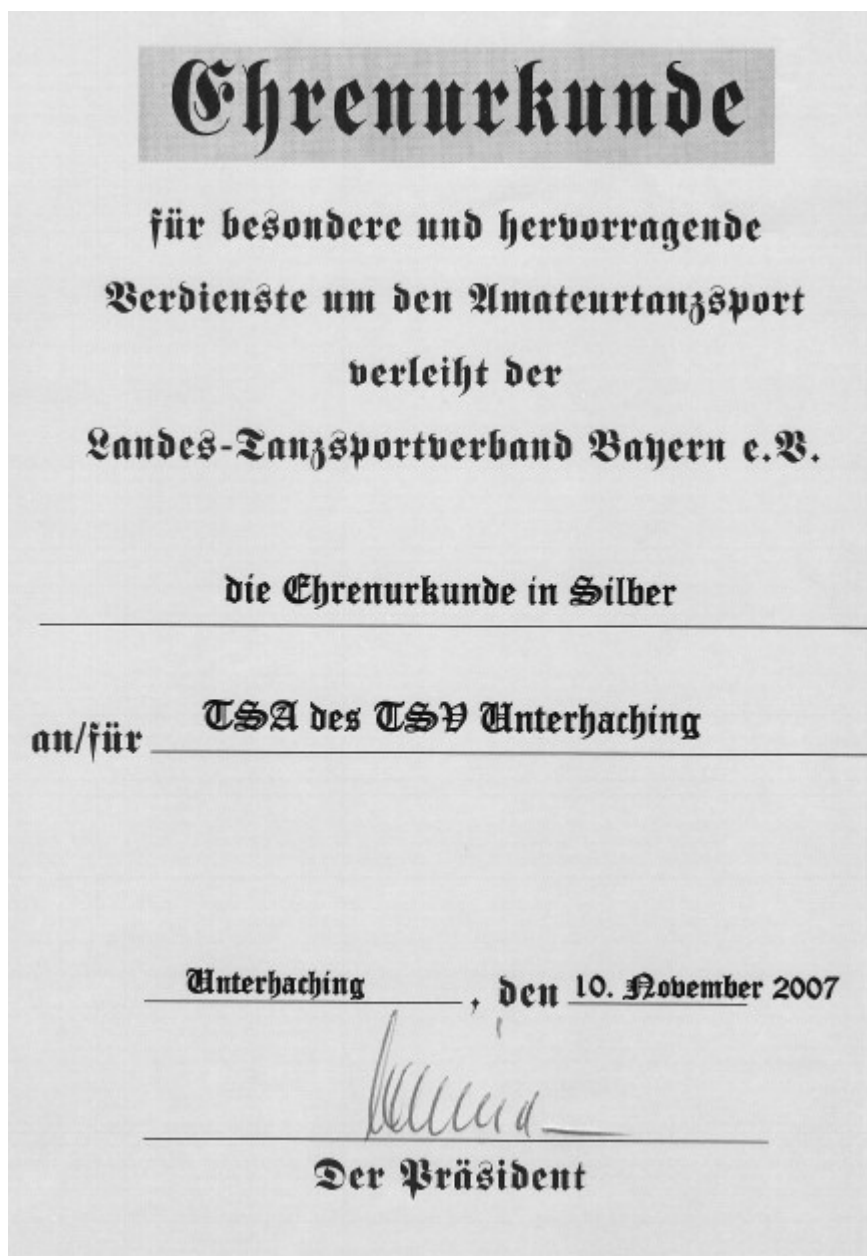 Ehrenurkunde
für besondere und hervorragende
Verdienste um den Amateurtanzsport
verleiht der
Landes-Tanzsportverband Bayern e.V.
die Ehrenurkunde in Silber
an/für TSA des TSV Unterhaching
Unterhaching, den 10. November 2007
Der Präsident